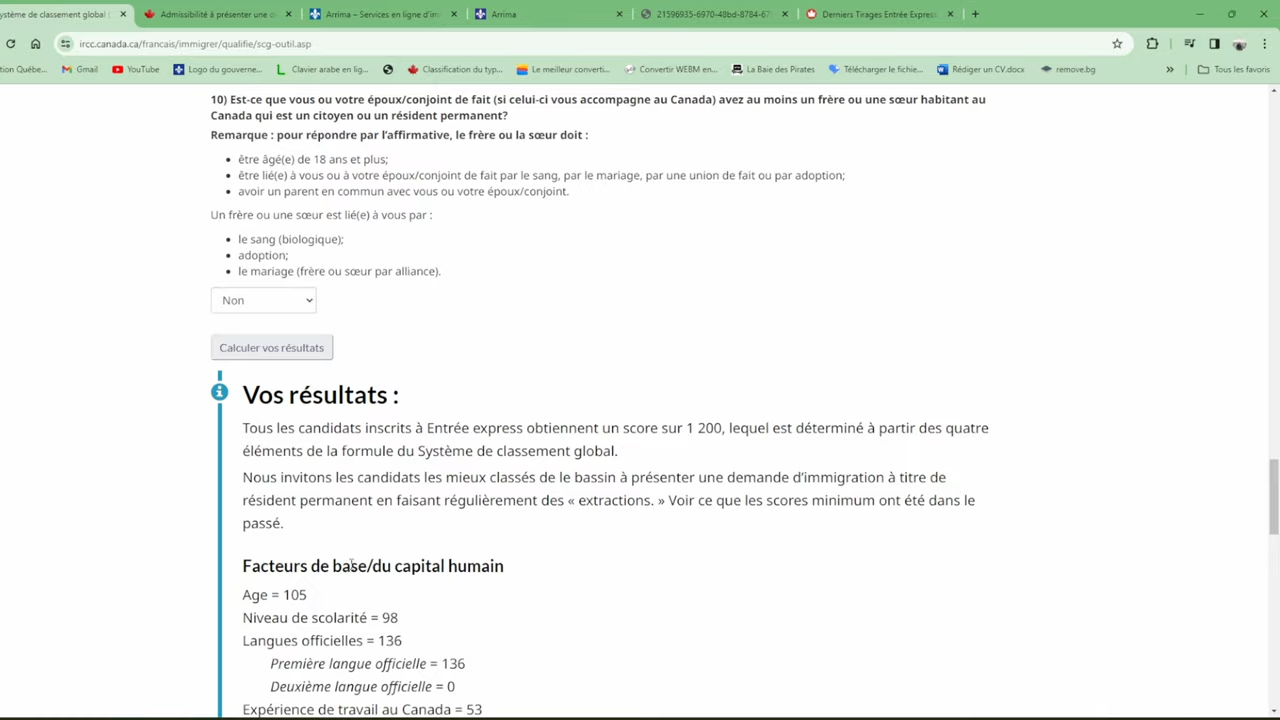 ystème de classement global (
Admissibilité à présenter une d
Arrima – Services en ligne d'im
Arrima
21596935-6970-48bd-8784-67
Derniers Tirages Entrée Expres
ircc.canada.ca/francais/immigrer/qualifie/scg-outil.asp
tion Québe...
Gmail
YouTube
Logo du gouverne...
Clavier arabe en lig...
Classification du typ...
Le meilleur converti...
Convertir WEBM en...
La Baie des Pirates
Télécharger le fichie...
Rédiger un CV.docx
remove.bg
»
Tous les favoris
10) Est-ce que vous ou votre époux/conjoint de fait (si celui-ci vous accompagne au Canada) avez au moins un frère ou une sœur habitant au
Canada qui est un citoyen ou un résident permanent?
Remarque : pour répondre par l'affirmative, le frère ou la sœur doit :
• être âgé(e) de 18 ans et plus;
• être lié(e) à vous ou à votre époux/conjoint de fait par le sang, par le mariage, par une union de fait ou par adoption;
• avoir un parent en commun avec vous ou votre époux/conjoint.
Un frère ou une sœur est lié(e) à vous par :
• le sang (biologique);
• adoption;
• le mariage (frère ou sœur par alliance).
Non
Calculer vos résultats
Vos résultats :
Tous les candidats inscrits à Entrée express obtiennent un score sur 1 200, lequel est déterminé à partir des quatre
éléments de la formule du Système de classement global.
Nous invitons les candidats les mieux classés de le bassin à présenter une demande d'immigration à titre de
résident permanent en faisant régulièrement des « extractions. » Voir ce que les scores minimum ont été dans le
passé.
Facteurs de base/du capital humain
Age = 105
Niveau de scolarité = 98
Langues officielles = 136
Première langue officielle = 136
Deuxième langue officielle = 0
Expérience de travail au Canada = 53